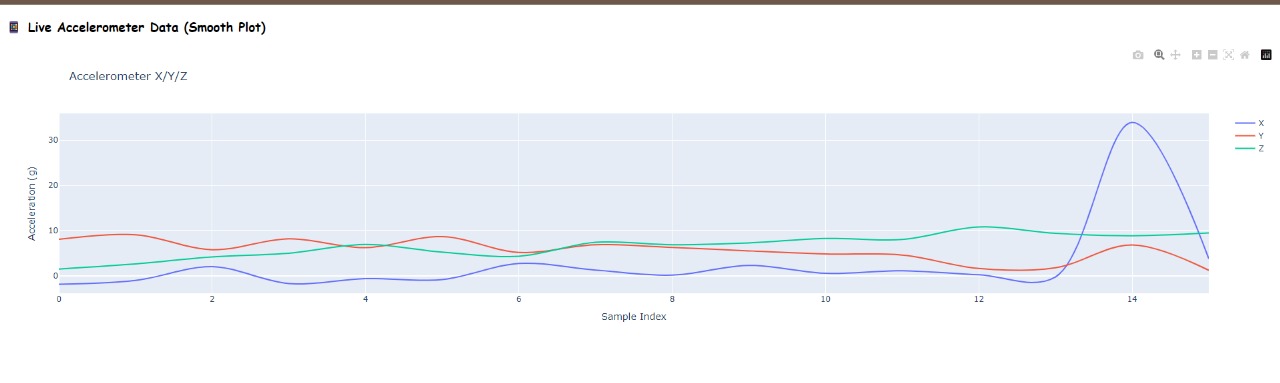 Live Accelerometer Data (Smooth Plot)
Accelerometer X/Y/Z
X
Y
Z
30
20
10
0
Acceleration (g)
0 2 4 6 8 10 12 14
Sample Index